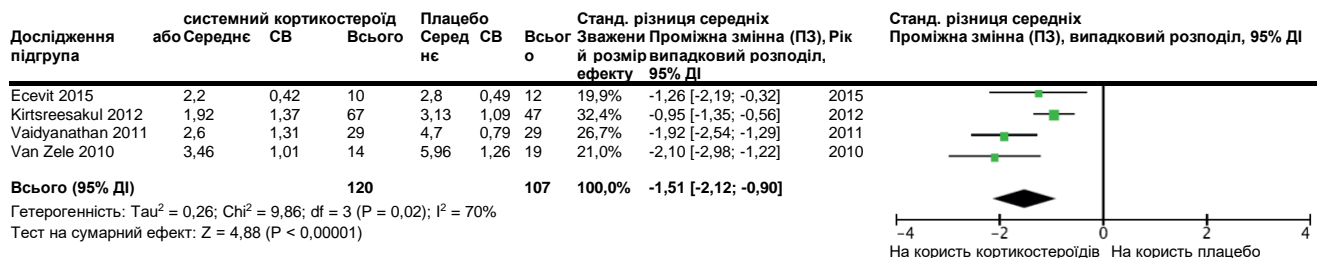 системний кортикостероїд Плацебо Станд. різниця середніх Станд. різниця середніх
Дослідження або Середнє СВ Всього Серед СВ Всьог Зважени Проміжна змінна (ПЗ), Рік Проміжна змінна (ПЗ), випадковий розподіл, 95% ДІ
підгрупа нє о й розмір випадковий розподіл,
ефекту 95% ДІ
Ecevit 2015 2,2 0,42 10 2,8 0,49 12 19,9% -1,26 [-2,19; -0,32] 2015
Kirtsreesakul 2012 1,92 1,37 67 3,13 1,09 47 32,4% -0,95 [-1,35; -0,56] 2012
Vaidyanathan 2011 2,6 1,31 29 4,7 0,79 29 26,7% -1,92 [-2,54; -1,29] 2011
Van Zele 2010 3,46 1,01 14 5,96 1,26 19 21,0% -2,10 [-2,98; -1,22] 2010
Всього (95% ДІ) 120 107 100,0% -1,51 [-2,12; -0,90]
Гетерогенність: Tau² = 0,26; Chi² = 9,86; df = 3 (P = 0,02); I² = 70%
Тест на сумарний ефект: Z = 4,88 (P < 0,00001)
-4 -2 0 2 4
На користь кортикостероїдів На користь плацебо